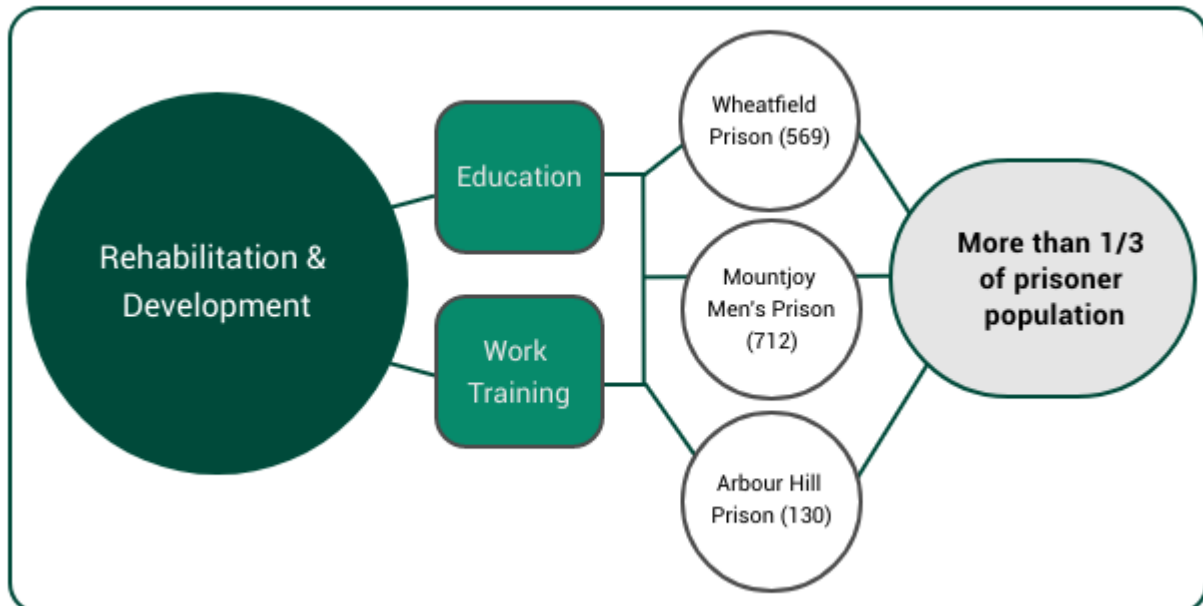 Rehabilitation &
Development
Education
Work
Training
Wheatfield
Prison (569)
Mountjoy
Men's Prison
(712)
Arbour Hill
Prison (130)
More than 1/3
of prisoner
population